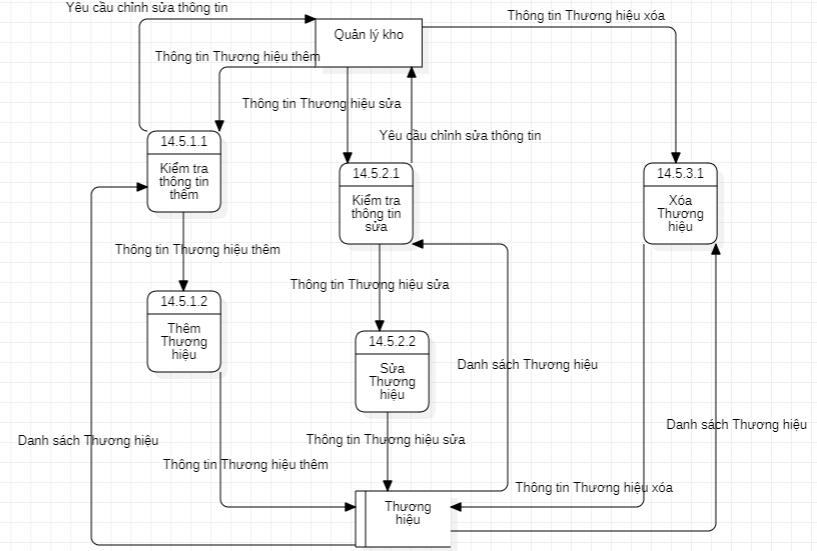 Yêu cầu chỉnh sửa thông tin
Thông tin Thương hiệu xóa
Quản lý kho
Thông tin Thương hiệu thêm
Thông tin Thương hiệu sửa
Yêu cầu chỉnh sửa thông tin
14.5.1.1
Kiểm tra
thông tin
thêm
14.5.2.1
Kiểm tra
thông tin
sửa
14.5.3.1
Xóa
Thương
hiệu
Thông tin Thương hiệu thêm
Thông tin Thương hiệu sửa
14.5.1.2
Thêm
Thương
hiệu
14.5.2.2
Sửa
Thương
hiệu
Danh sách Thương hiệu
Danh sách Thương hiệu
Danh sách Thương hiệu
Thông tin Thương hiệu sửa
Thông tin Thương hiệu thêm
Thông tin Thương hiệu xóa
Thương
hiệu